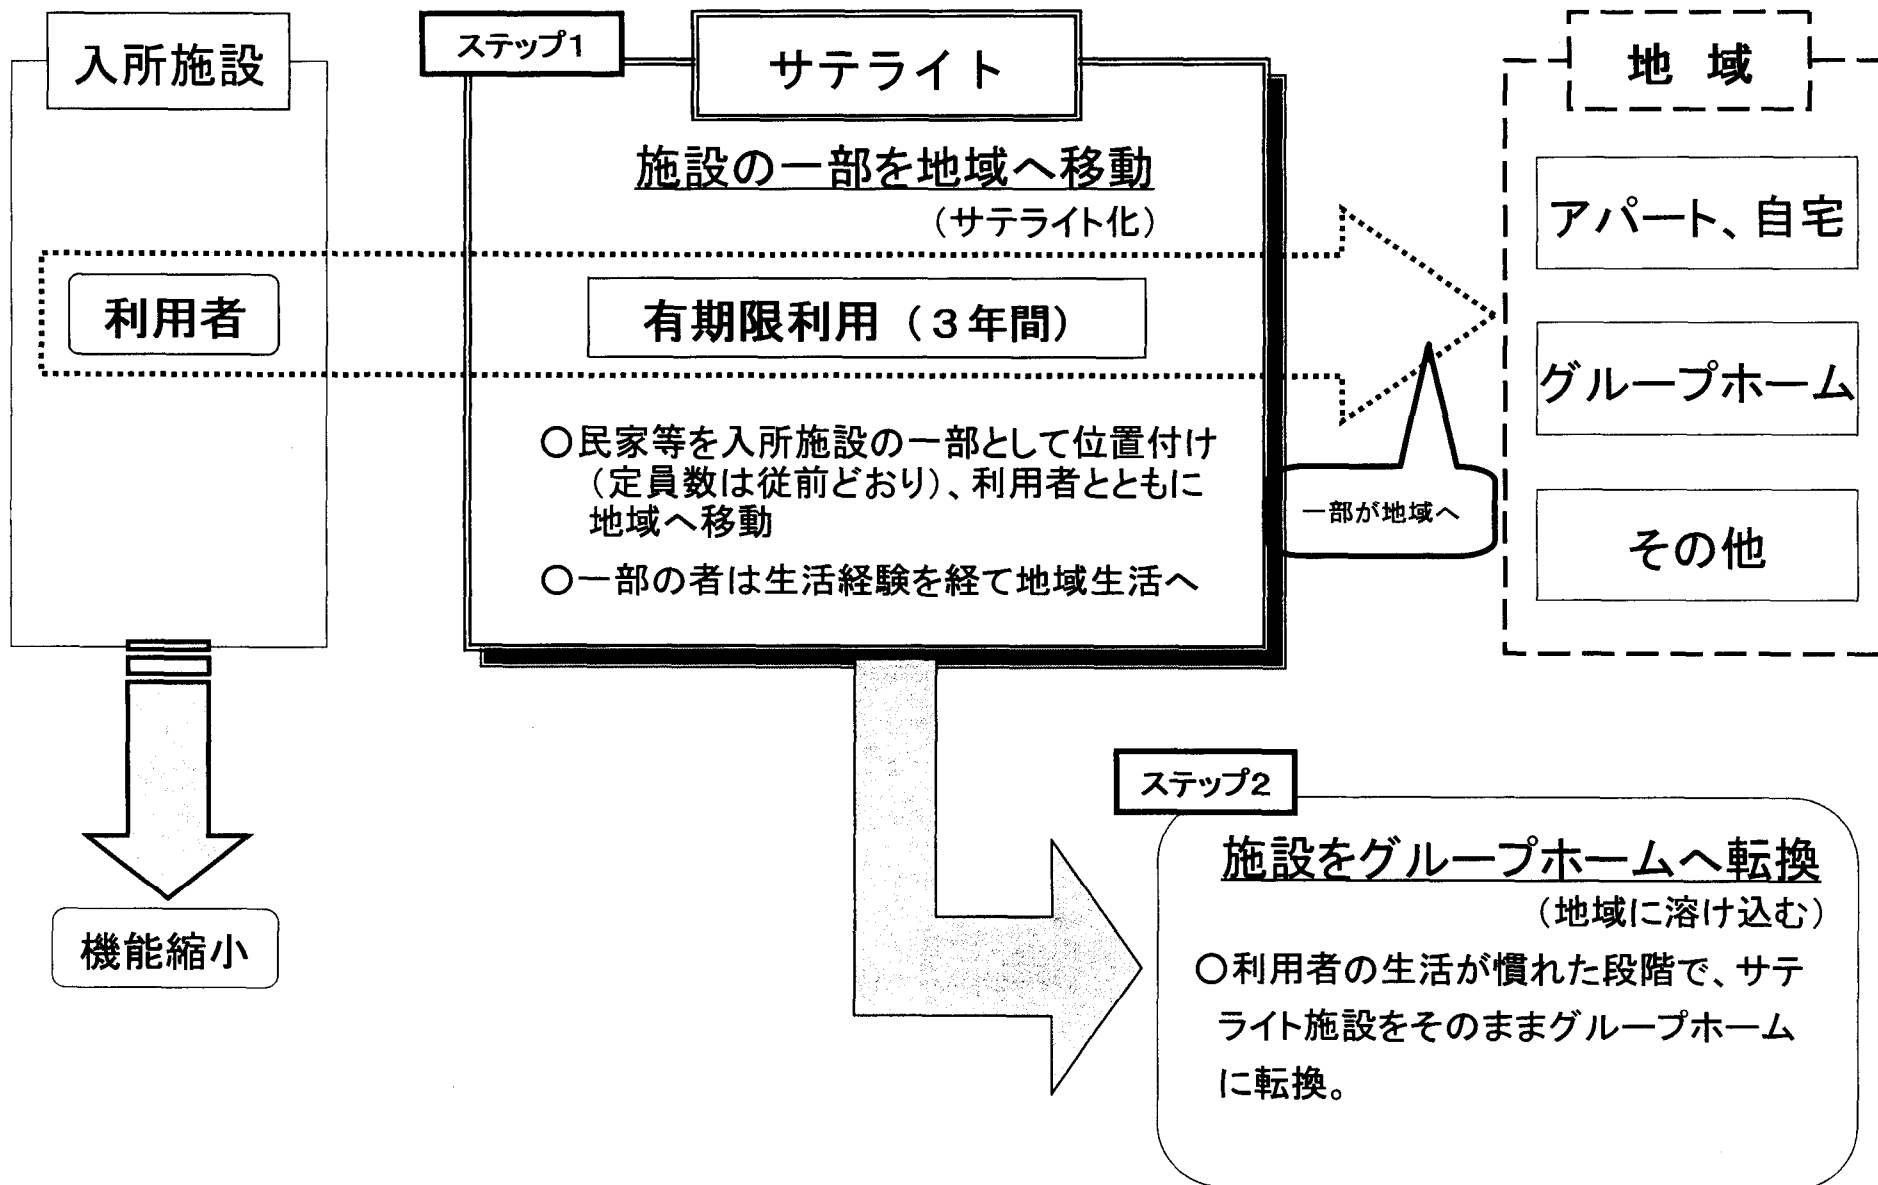 入所施設
利用者
機能縮小
ステップ1
サテライト
施設の一部を地域へ移動
(サテライト化)
有期限利用(3年間)
○民家等を入所施設の一部として位置付け
(定員数は従前どおり)、利用者とともに
地域へ移動
○一部の者は生活経験を経て地域生活へ
一部が地域へ
地 域
アパート、自宅
グループホーム
その他
ステップ2
施設をグループホームへ転換
(地域に溶け込む)
○利用者の生活が慣れた段階で、サテ
ライト施設をそのままグループホーム
に転換。